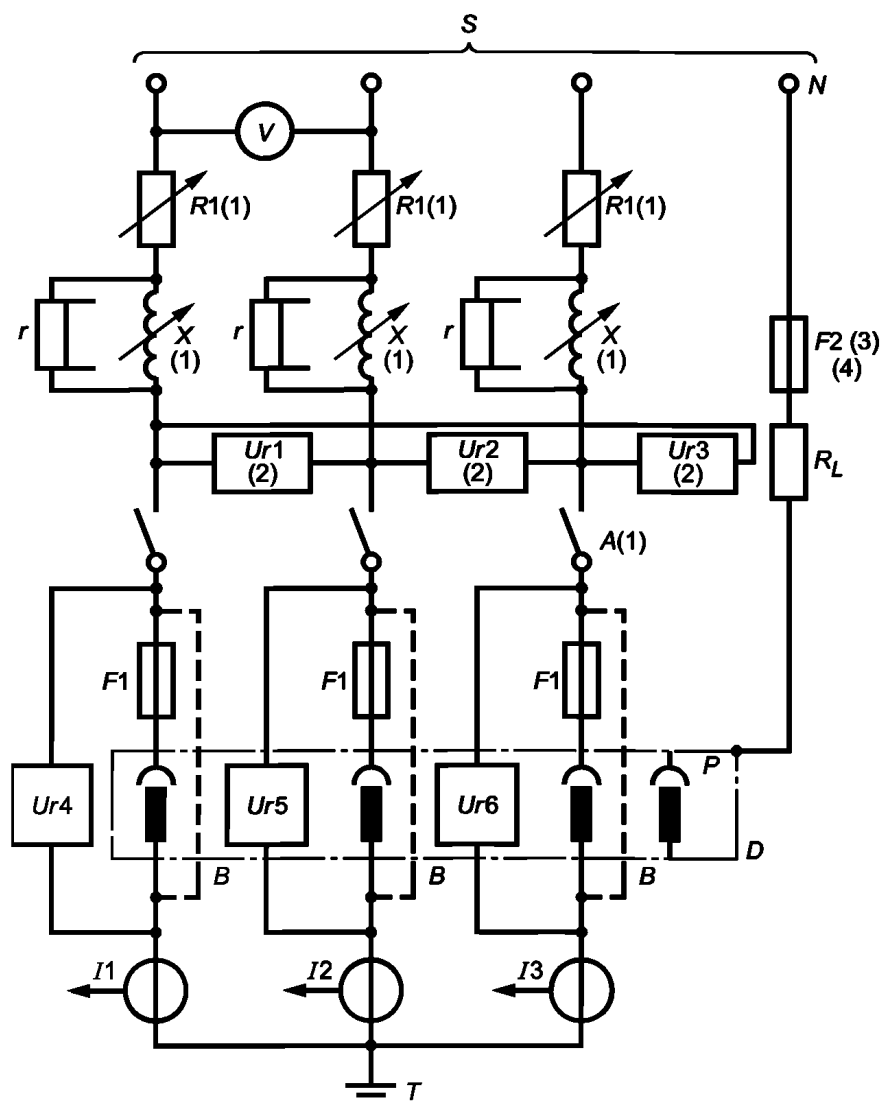 S
N
V
R1(1) R1(1) R1(1)
r X r X r X
(1) (1) (1)
F2 (3)
(4)
Ur1 Ur2 Ur3
(2) (2) (2)
RL
A(1)
F1 F1 F1
P
Ur4 Ur5 Ur6
B B B D
I1 I2 I3
T